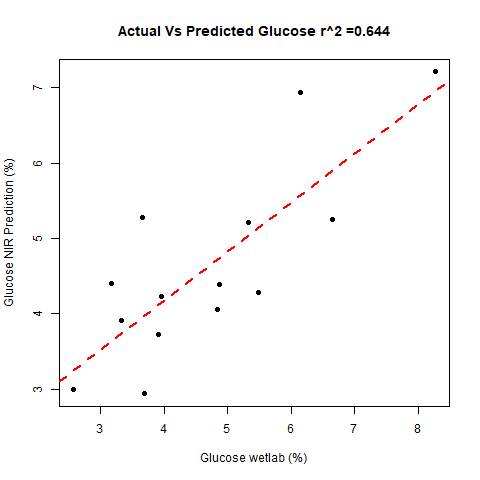 Actual Vs Predicted Glucose r^2 =0.644
Glucose NIR Prediction (%)
7
6
5
4
3
3 4 5 6 7 8
Glucose wetlab (%)